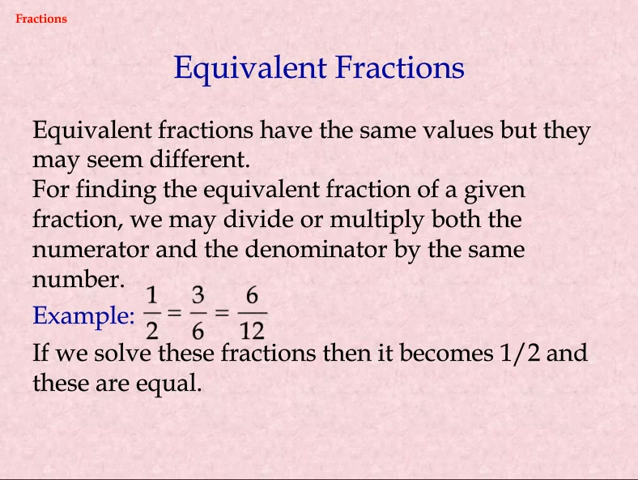 Fractions
Equivalent Fractions
Equivalent fractions have the same values but they
may seem different.
For finding the equivalent fraction of a given
fraction, we may divide or multiply both the
numerator and the denominator by the same
number.
Example: 1/2 = 3/6 = 6/12
If we solve these fractions then it becomes 1/2 and
these are equal.